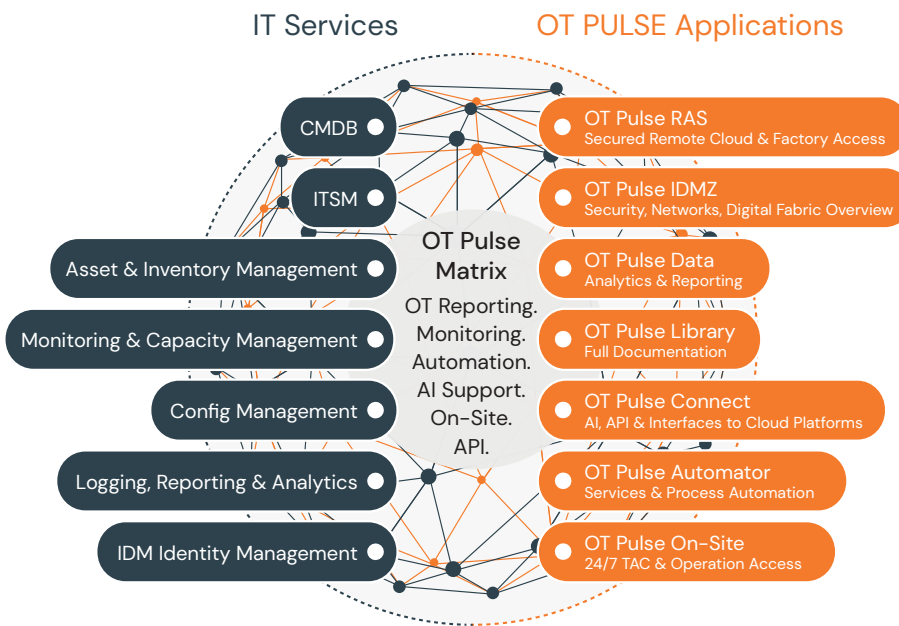 IT Services
OT PULSE Applications
CMDB
ITSM
Asset & Inventory Management
Monitoring & Capacity Management
Config Management
Logging, Reporting & Analytics
IDM Identity Management
OT Pulse
Matrix
OT Reporting.
Monitoring.
Automation.
AI Support.
On-Site.
API.
OT Pulse RAS
Secured Remote Cloud & Factory Access
OT Pulse IDMZ
Security, Networks, Digital Fabric Overview
OT Pulse Data
Analytics & Reporting
OT Pulse Library
Full Documentation
OT Pulse Connect
AI, API & Interfaces to Cloud Platforms
OT Pulse Automator
Services & Process Automation
OT Pulse On-Site
24/7 TAC & Operation Access